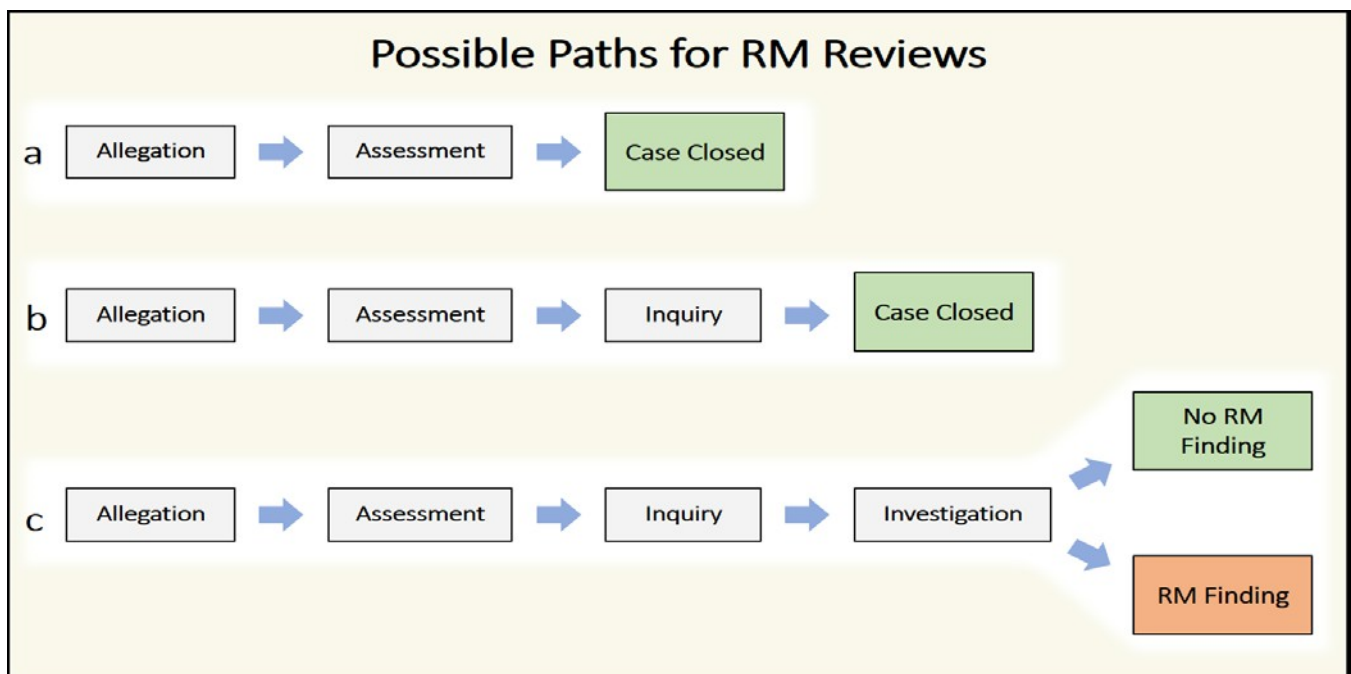 Possible Paths for RM Reviews
a Allegation Assessment Case Closed
b Allegation Assessment Inquiry Case Closed
No RM
Finding
c Allegation Assessment Inquiry Investigation
RM Finding